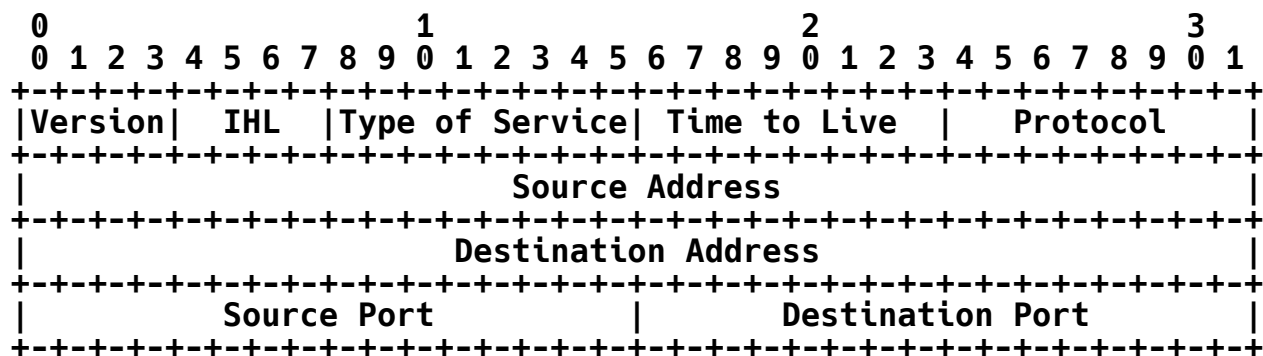 0                   1                   2                   3
 0 1 2 3 4 5 6 7 8 9 0 1 2 3 4 5 6 7 8 9 0 1 2 3 4 5 6 7 8 9 0 1
+-+-+-+-+-+-+-+-+-+-+-+-+-+-+-+-+-+-+-+-+-+-+-+-+-+-+-+-+-+-+-+-+
|Version|  IHL  |Type of Service| Time to Live  |   Protocol    |
+-+-+-+-+-+-+-+-+-+-+-+-+-+-+-+-+-+-+-+-+-+-+-+-+-+-+-+-+-+-+-+-+
|                         Source Address                        |
+-+-+-+-+-+-+-+-+-+-+-+-+-+-+-+-+-+-+-+-+-+-+-+-+-+-+-+-+-+-+-+-+
|                      Destination Address                      |
+-+-+-+-+-+-+-+-+-+-+-+-+-+-+-+-+-+-+-+-+-+-+-+-+-+-+-+-+-+-+-+-+
|          Source Port          |       Destination Port        |
+-+-+-+-+-+-+-+-+-+-+-+-+-+-+-+-+-+-+-+-+-+-+-+-+-+-+-+-+-+-+-+-+